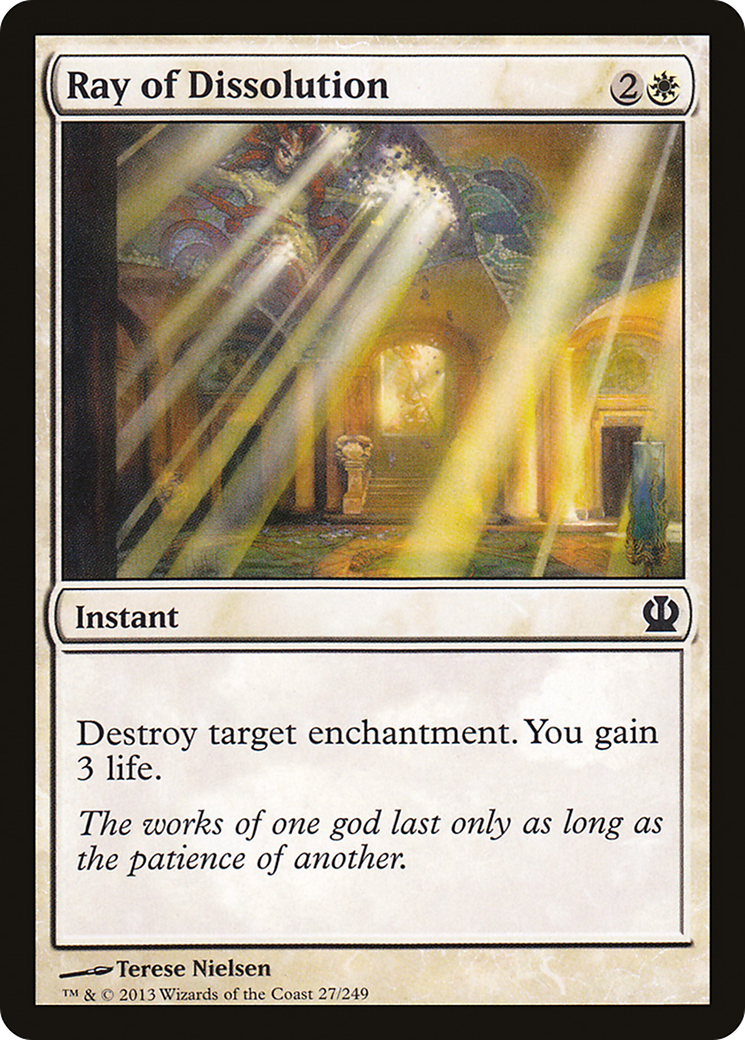 Ray of Dissolution 2
Instant
Destroy target enchantment. You gain
3 life.
The works of one god last only as long as
the patience of another.
Terese Nielsen
™ & © 2013 Wizards of the Coast 27/249